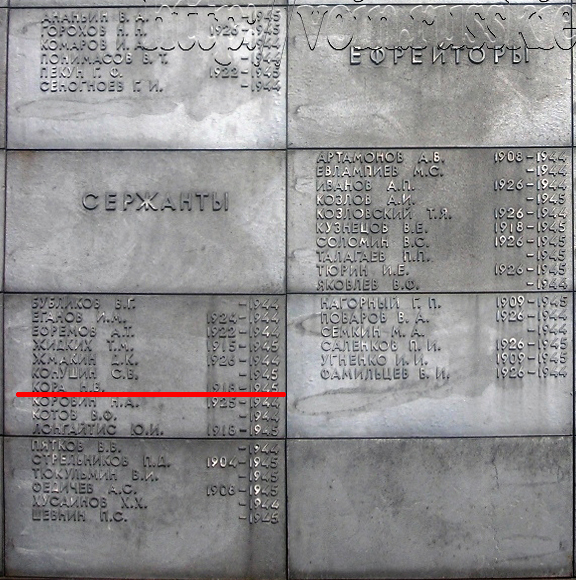 АНАНЬИН В. А. -1945
ГОРОХОВ Н. Н. 1926-1945
КОМАРОВ И. А. -1944
ПОНИМАСОВ В. Т. -1944
ПЕКУН Г. Ф. 1922-1945
СЕНОГНОЕВ Г. И. -1944
ЕФРЕЙТОРЫ
СЕРЖАНТЫ
АРТАМОНОВ А.В. 1908-1944
ЕВЛАМПИЕВ М.С. -1944
ИВАНОВ А.П. 1926-1944
КОЗЛОВ А.И. -1945
КОЗЛОВСКИЙ Т.Я. 1926-1944
КУЗНЕЦОВ В.Е. 1918-1945
СОЛОМИН В.С. 1926-1945
ТАЛАГАЕВ П.П. -1945
ТЮРИН И.Е. 1926-1945
ЯКОВЛЕВ В.Ф. -1944
БУБЛИКОВ В.Г. -1944
ЕГАНОВ И.М. 1924-1944
ЕФРЕМОВ А.Т. 1922-1944
ЖИДКИХ Т.М. 1915-1945
ЖМАКИН Д.К. 1926-1944
КОНУШИН С.В. -1945
КОРА Н.В. 1918-1945
КОРОВИН Н.А. 1925-1944
КОТОВ В.Ф. -1944
ЛОНГАЙТИС Ю.И. 1918-1945
НАГОРНЫЙ Г. П. 1909-1945
ПОВАРОВ В. А. 1926-1944
СЕМКИН М. А. -1944
САЛЕНКОВ П. И. 1926-1945
УГНЕНКО И. И. 1909-1945
ФАМИЛЬЦЕВ В. И. 1926-1944
ПЯТКОВ В.В. -1944
СТРЕЛЬНИКОВ П.Д. 1904-1945
ТЮКУЛЬМИН В.И. -1945
ФЕДИЧЕВ А.С. 1906-1945
ХУСАИНОВ Х.Х. -1944
ШЕВНИН П.С. -1945